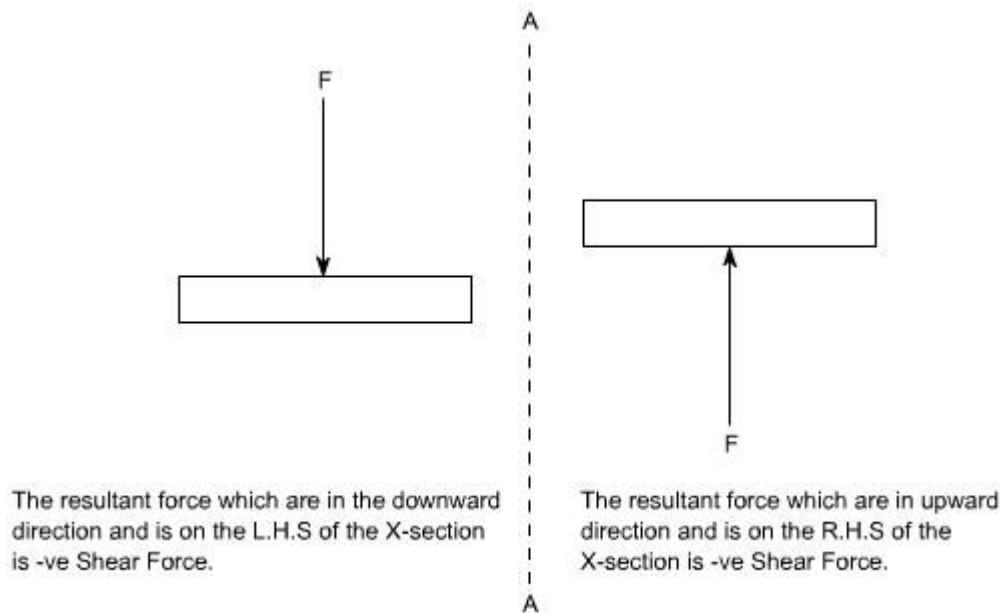 A
F
F
The resultant force which are in the downward
direction and is on the L.H.S of the X-section
is -ve Shear Force.
The resultant force which are in upward
direction and is on the R.H.S of the
X-section is -ve Shear Force.
A